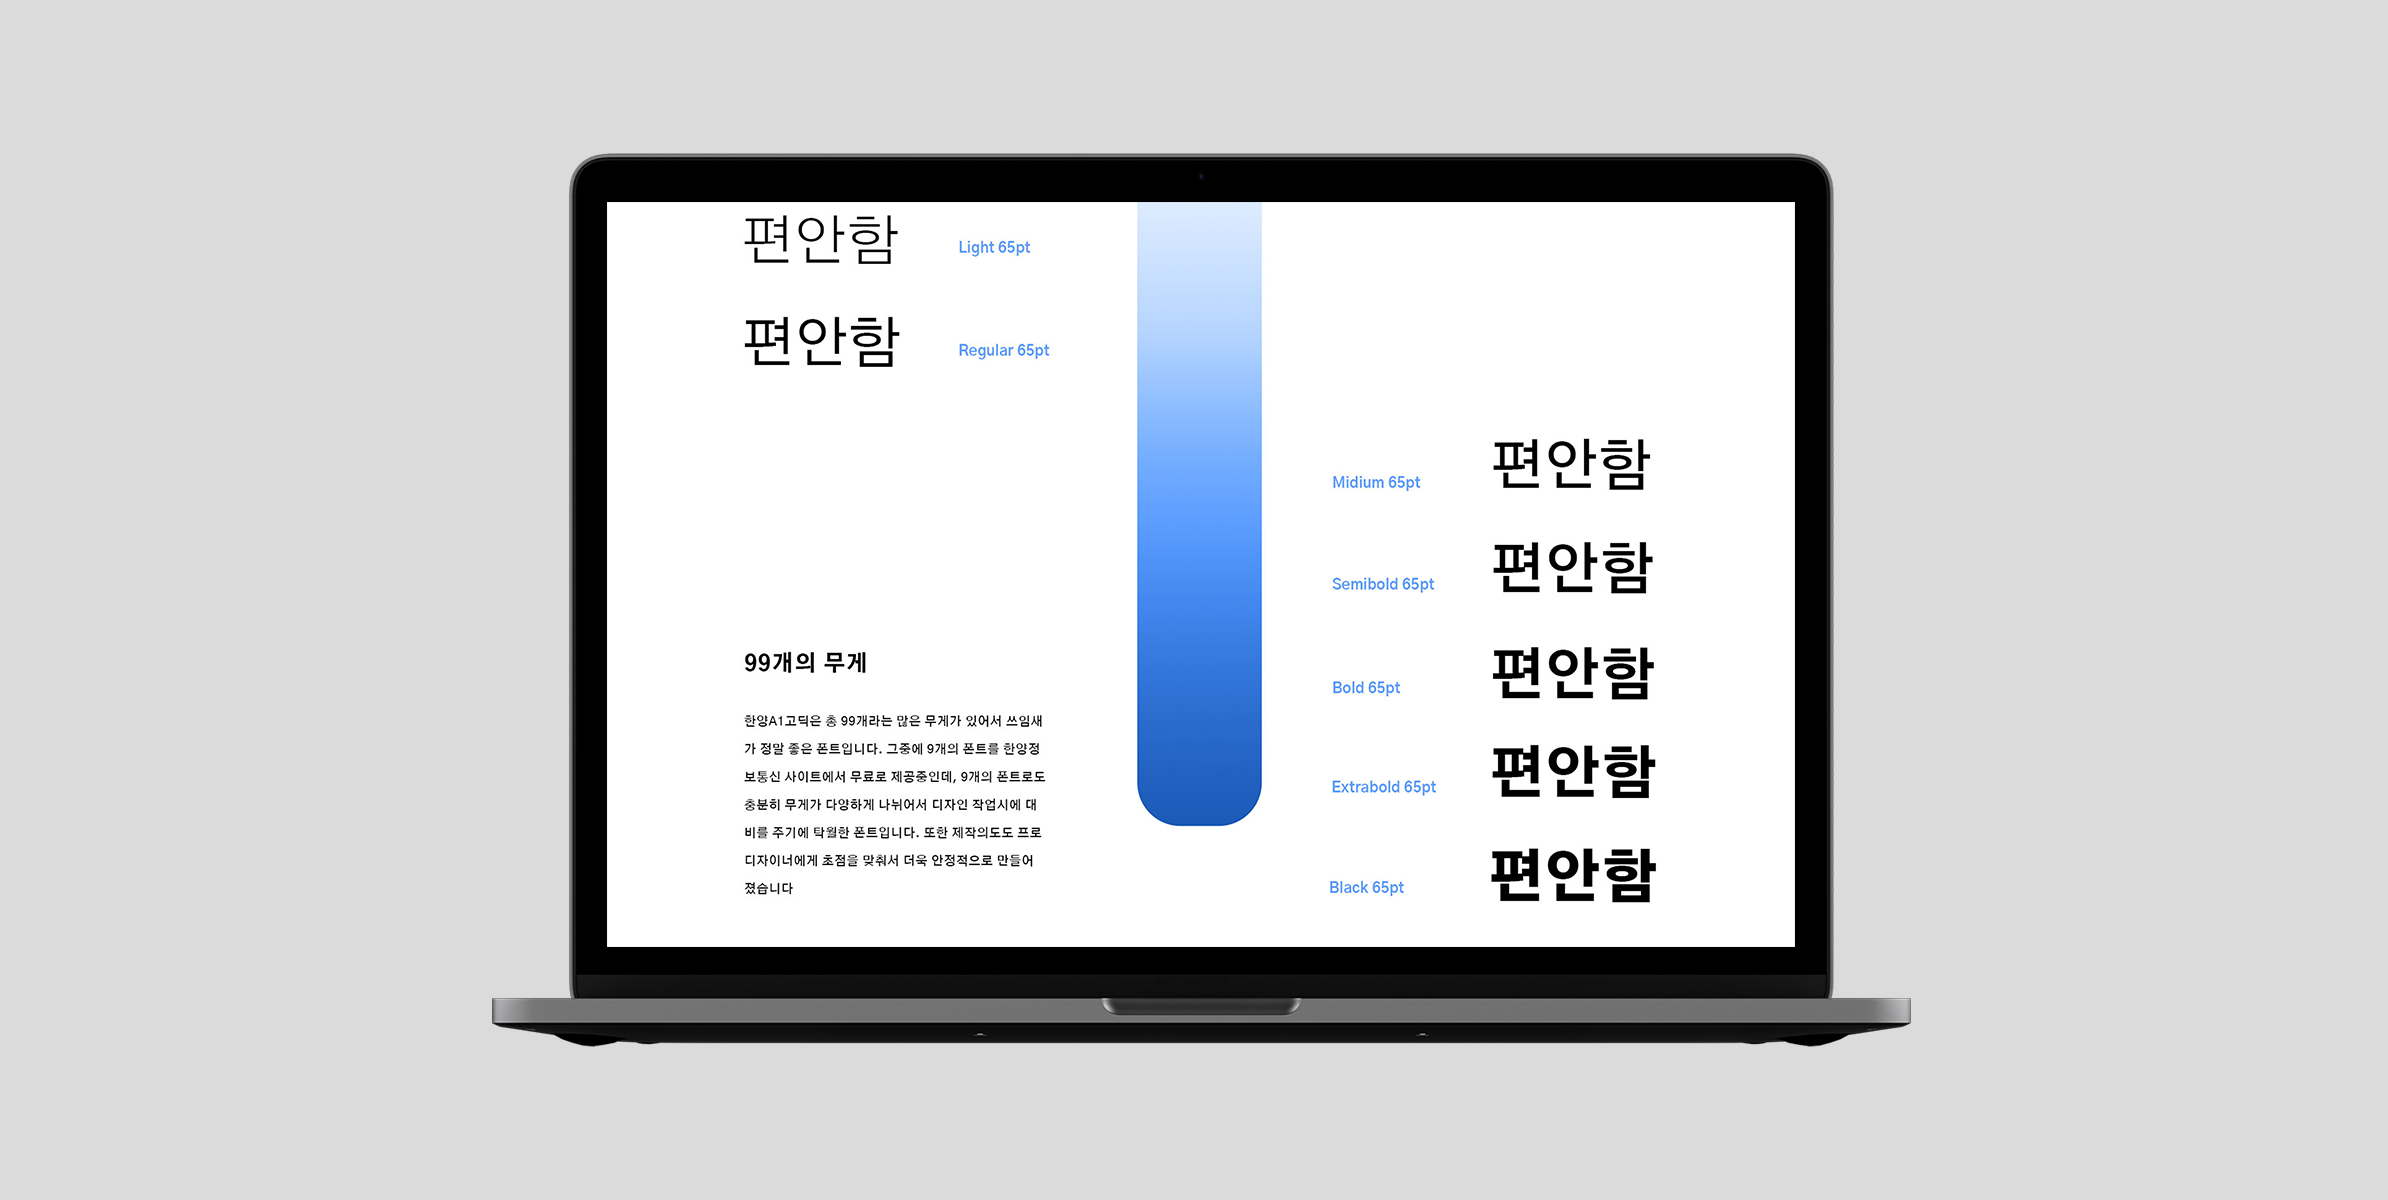 편안함 Light 65pt
편안함 Regular 65pt
Midium 65pt 편안함
Semibold 65pt 편안함
Bold 65pt 편안함
Extrabold 65pt 편안함
Black 65pt 편안함
99개의 무게
한양A1고딕은 총 99개라는 많은 무게가 있어서 쓰임새
가 정말 좋은 폰트입니다. 그중에 9개의 폰트를 한양정
보통신 사이트에서 무료로 제공중인데, 9개의 폰트로도
충분히 무게가 다양하게 나뉘어서 디자인 작업시에 대
비를 주기에 탁월한 폰트입니다. 또한 제작의도도 프로
디자이너에게 초점을 맞춰서 더욱 안정적으로 만들어
졌습니다